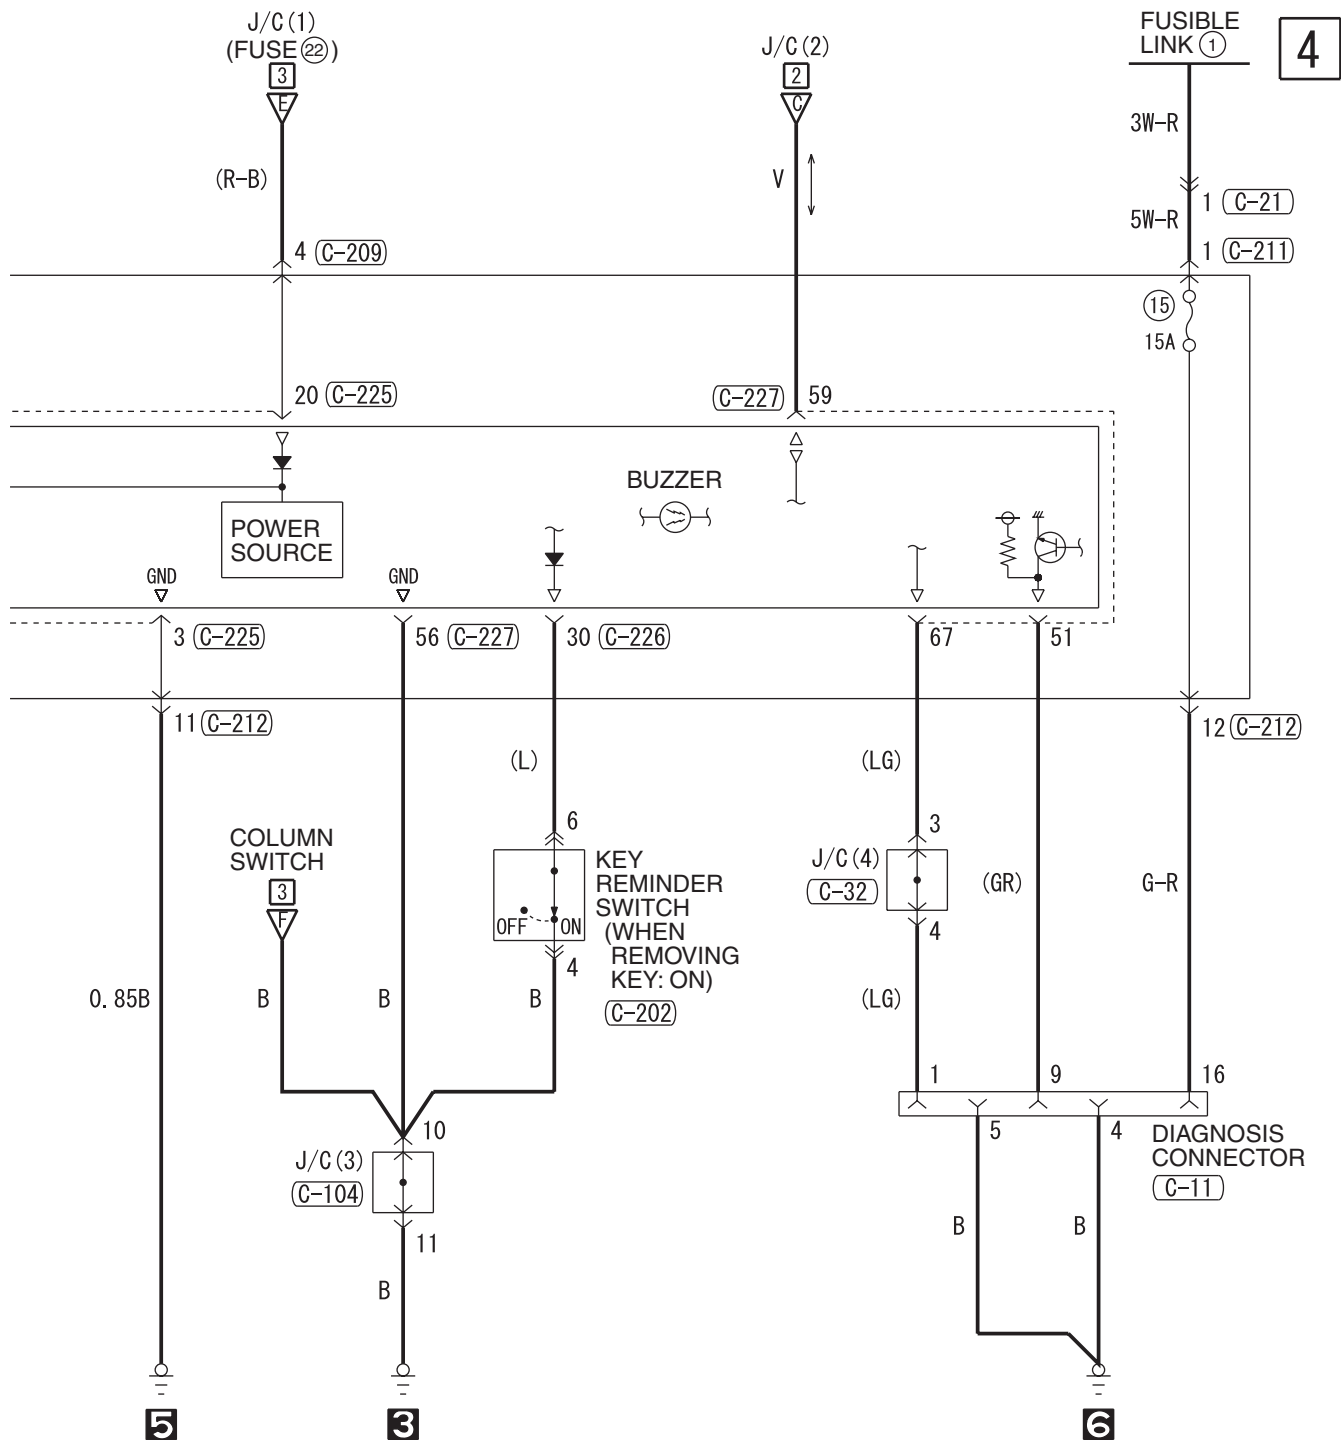 J/C(1)
(FUSE 22)
3
E
(R-B)
4 (C-209)
J/C(2)
2
C
V
FUSIBLE
LINK 1
4
3W-R
1 C-21
5W-R
1 C-211
15
15A
20 C-225
C-227 59
POWER
SOURCE
BUZZER
GND
GND
3 C-225
56 C-227
30 C-226
67
51
11 C-212
12 C-212
(L)
(LG)
COLUMN
SWITCH
3
F
6
OFF
ON
4
KEY
REMINDER
SWITCH
(WHEN
REMOVING
KEY: ON)
C-202
3
J/C(4)
C-32
4
(GR)
G-R
0.85B
B
B
B
(LG)
1
9
16
10
J/C(3)
C-104
11
5
4
DIAGNOSIS
CONNECTOR
C-11
B
B
B
5
3
6